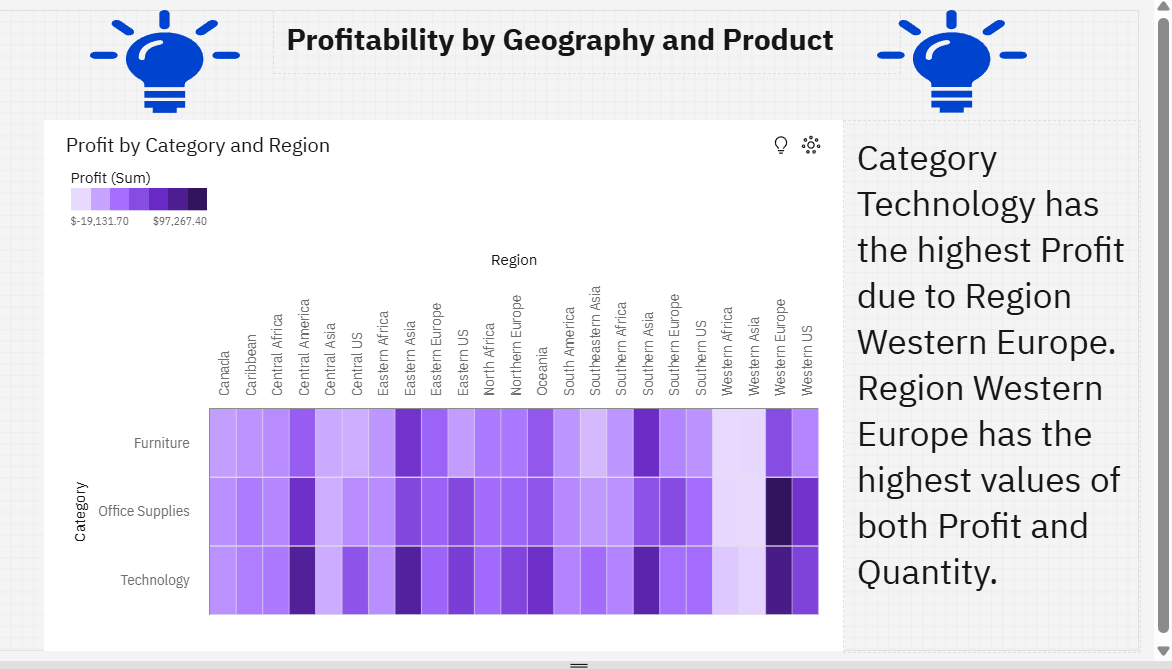 Profitability by Geography and Product
Profit by Category and Region
Profit (Sum)
$-19,131.70 $97,267.40
Region
Canada
Caribbean
Central Africa
Central America
Central Asia
Central US
Eastern Africa
Eastern Asia
Eastern Europe
Eastern US
North Africa
Northern Europe
Oceania
South America
Southeastern Asia
Southern Africa
Southern Asia
Southern Europe
Southern US
Western Africa
Western Asia
Western Europe
Western US
Category
Furniture
Office Supplies
Technology
Category
Technology has
the highest Profit
due to Region
Western Europe.
Region Western
Europe has the
highest values of
both Profit and
Quantity.